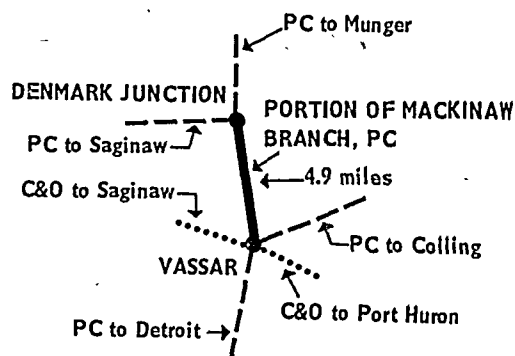 PC to Munger
DENMARK JUNCTION
PORTION OF MACKINAW
BRANCH, PC
PC to Saginaw
4.9 miles
C&O to Saginaw
PC to Colling
VASSAR
C&O to Port Huron
PC to Detroit